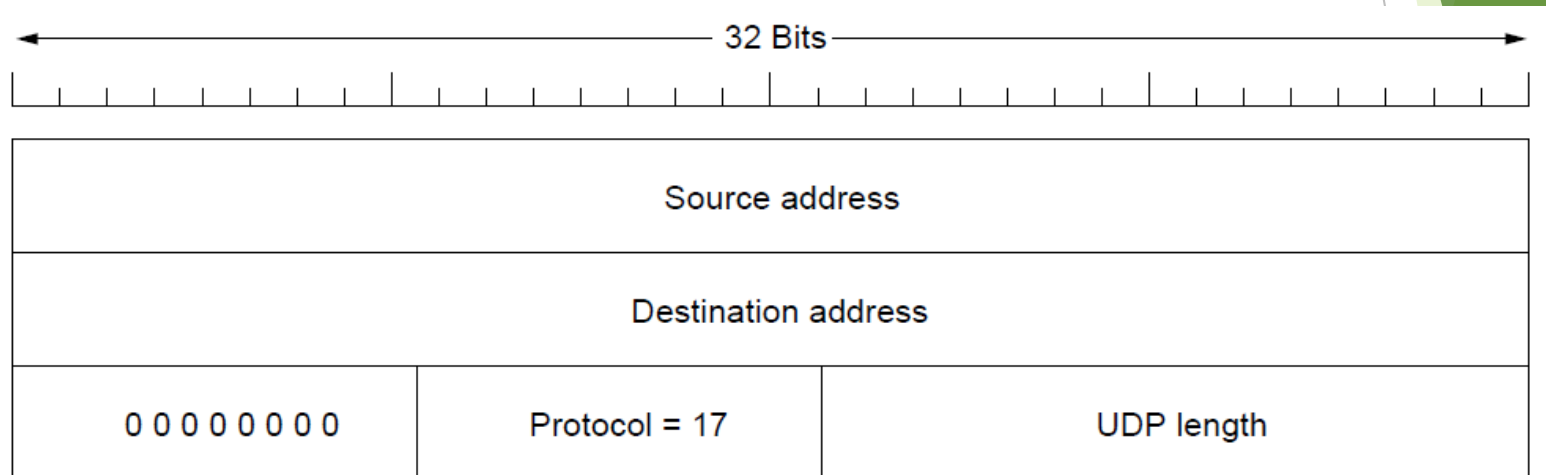 32 Bits
Source address
Destination address
0 0 0 0 0 0 0 0 Protocol = 17 UDP length